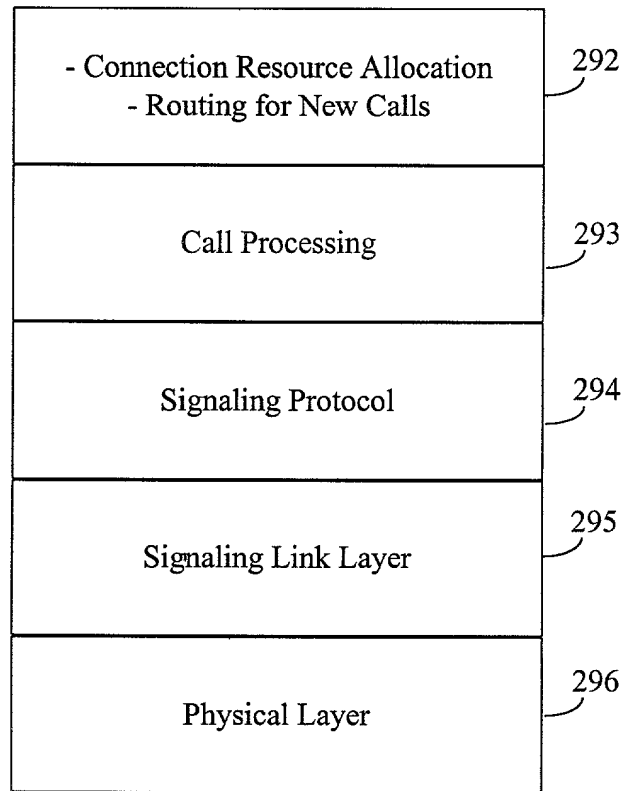 - Connection Resource Allocation
- Routing for New Calls
292
Call Processing
293
Signaling Protocol
294
Signaling Link Layer
295
Physical Layer
296